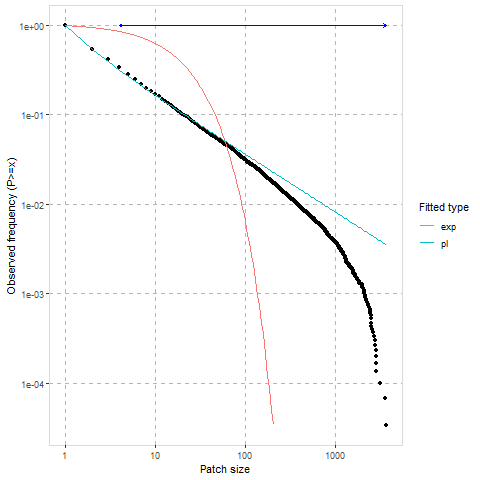 1e+00
1e-01
1e-02
1e-03
1e-04
Observed frequency (P>=x)
1 10 100 1000
Patch size
Fitted type
exp
pl